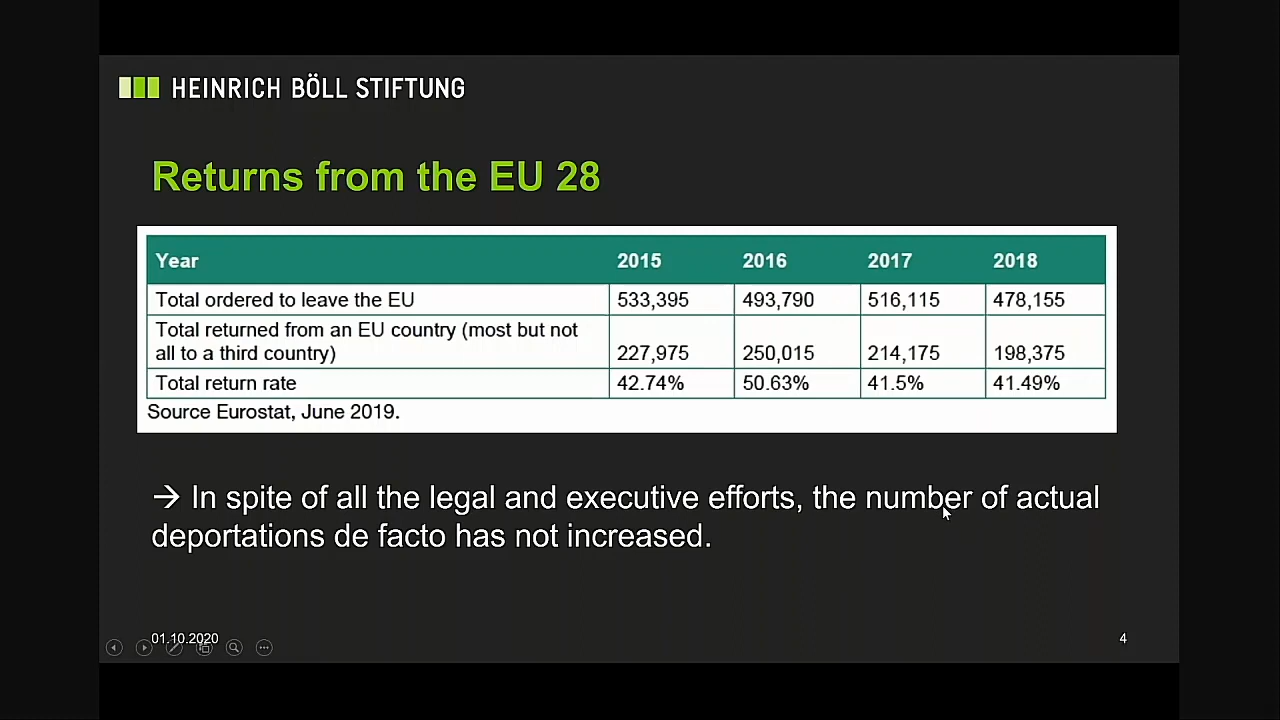 HEINRICH BÖLL STIFTUNG
Returns from the EU 28
Year 2015 2016 2017 2018
Total ordered to leave the EU 533,395 493,790 516,115 478,155
Total returned from an EU country (most but not
all to a third country) 227,975 250,015 214,175 198,375
Total return rate 42.74% 50.63% 41.5% 41.49%
Source Eurostat, June 2019.
→ In spite of all the legal and executive efforts, the number of actual
deportations de facto has not increased.
01.10.2020
4